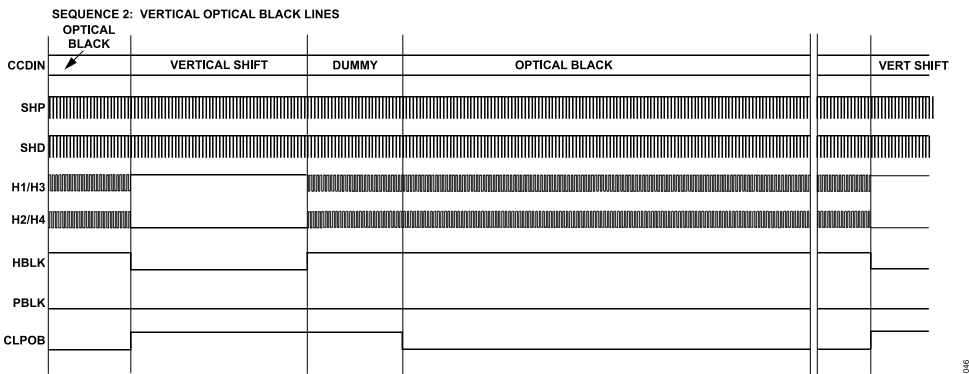 SEQUENCE 2: VERTICAL OPTICAL BLACK LINES
OPTICAL
BLACK
CCDIN
VERTICAL SHIFT
DUMMY
OPTICAL BLACK
VERT SHIFT
SHP
SHD
H1/H3
H2/H4
HBLK
PBLK
CLPOB
046